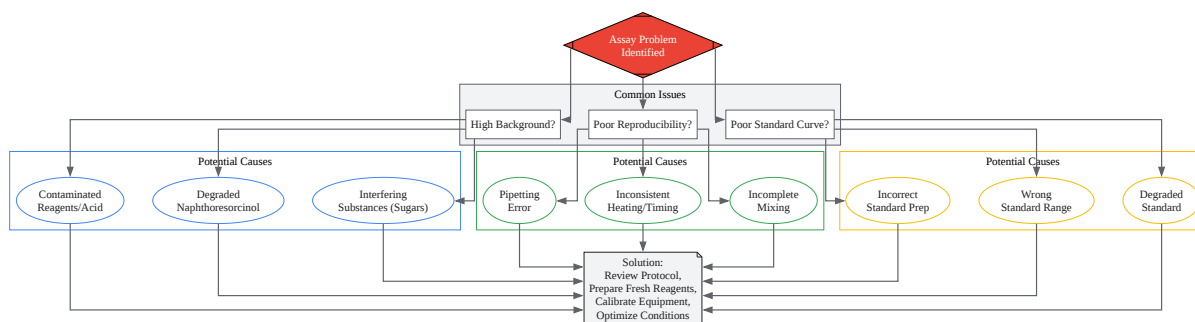 Assay Problem
Identified
Common Issues
High Background?
Poor Reproducibility?
Poor Standard Curve?
Potential Causes
Potential Causes
Potential Causes
Contaminated
Reagents/Acid
Degraded
Naphthoresorcinol
Interfering
Substances (Sugars)
Pipetting
Error
Inconsistent
Heating/Timing
Incomplete
Mixing
Incorrect
Standard Prep
Wrong
Standard Range
Degraded
Standard
Solution:
Review Protocol,
Prepare Fresh Reagents,
Calibrate Equipment,
Optimize Conditions